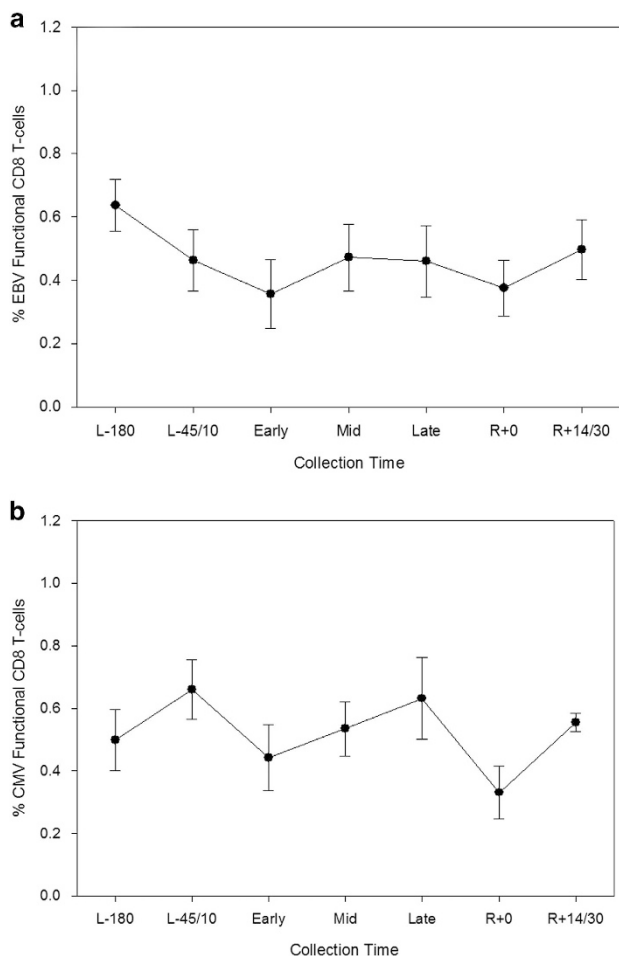 a
1.2
1.0
0.8
0.6
0.4
0.2
0.0
% EBV Functional CD8 T-cells
L-180 L-45/10 Early Mid Late R+0 R+14/30
Collection Time
b
1.2
1.0
0.8
0.6
0.4
0.2
0.0
% CMV Functional CD8 T-cells
L-180 L-45/10 Early Mid Late R+0 R+14/30
Collection Time